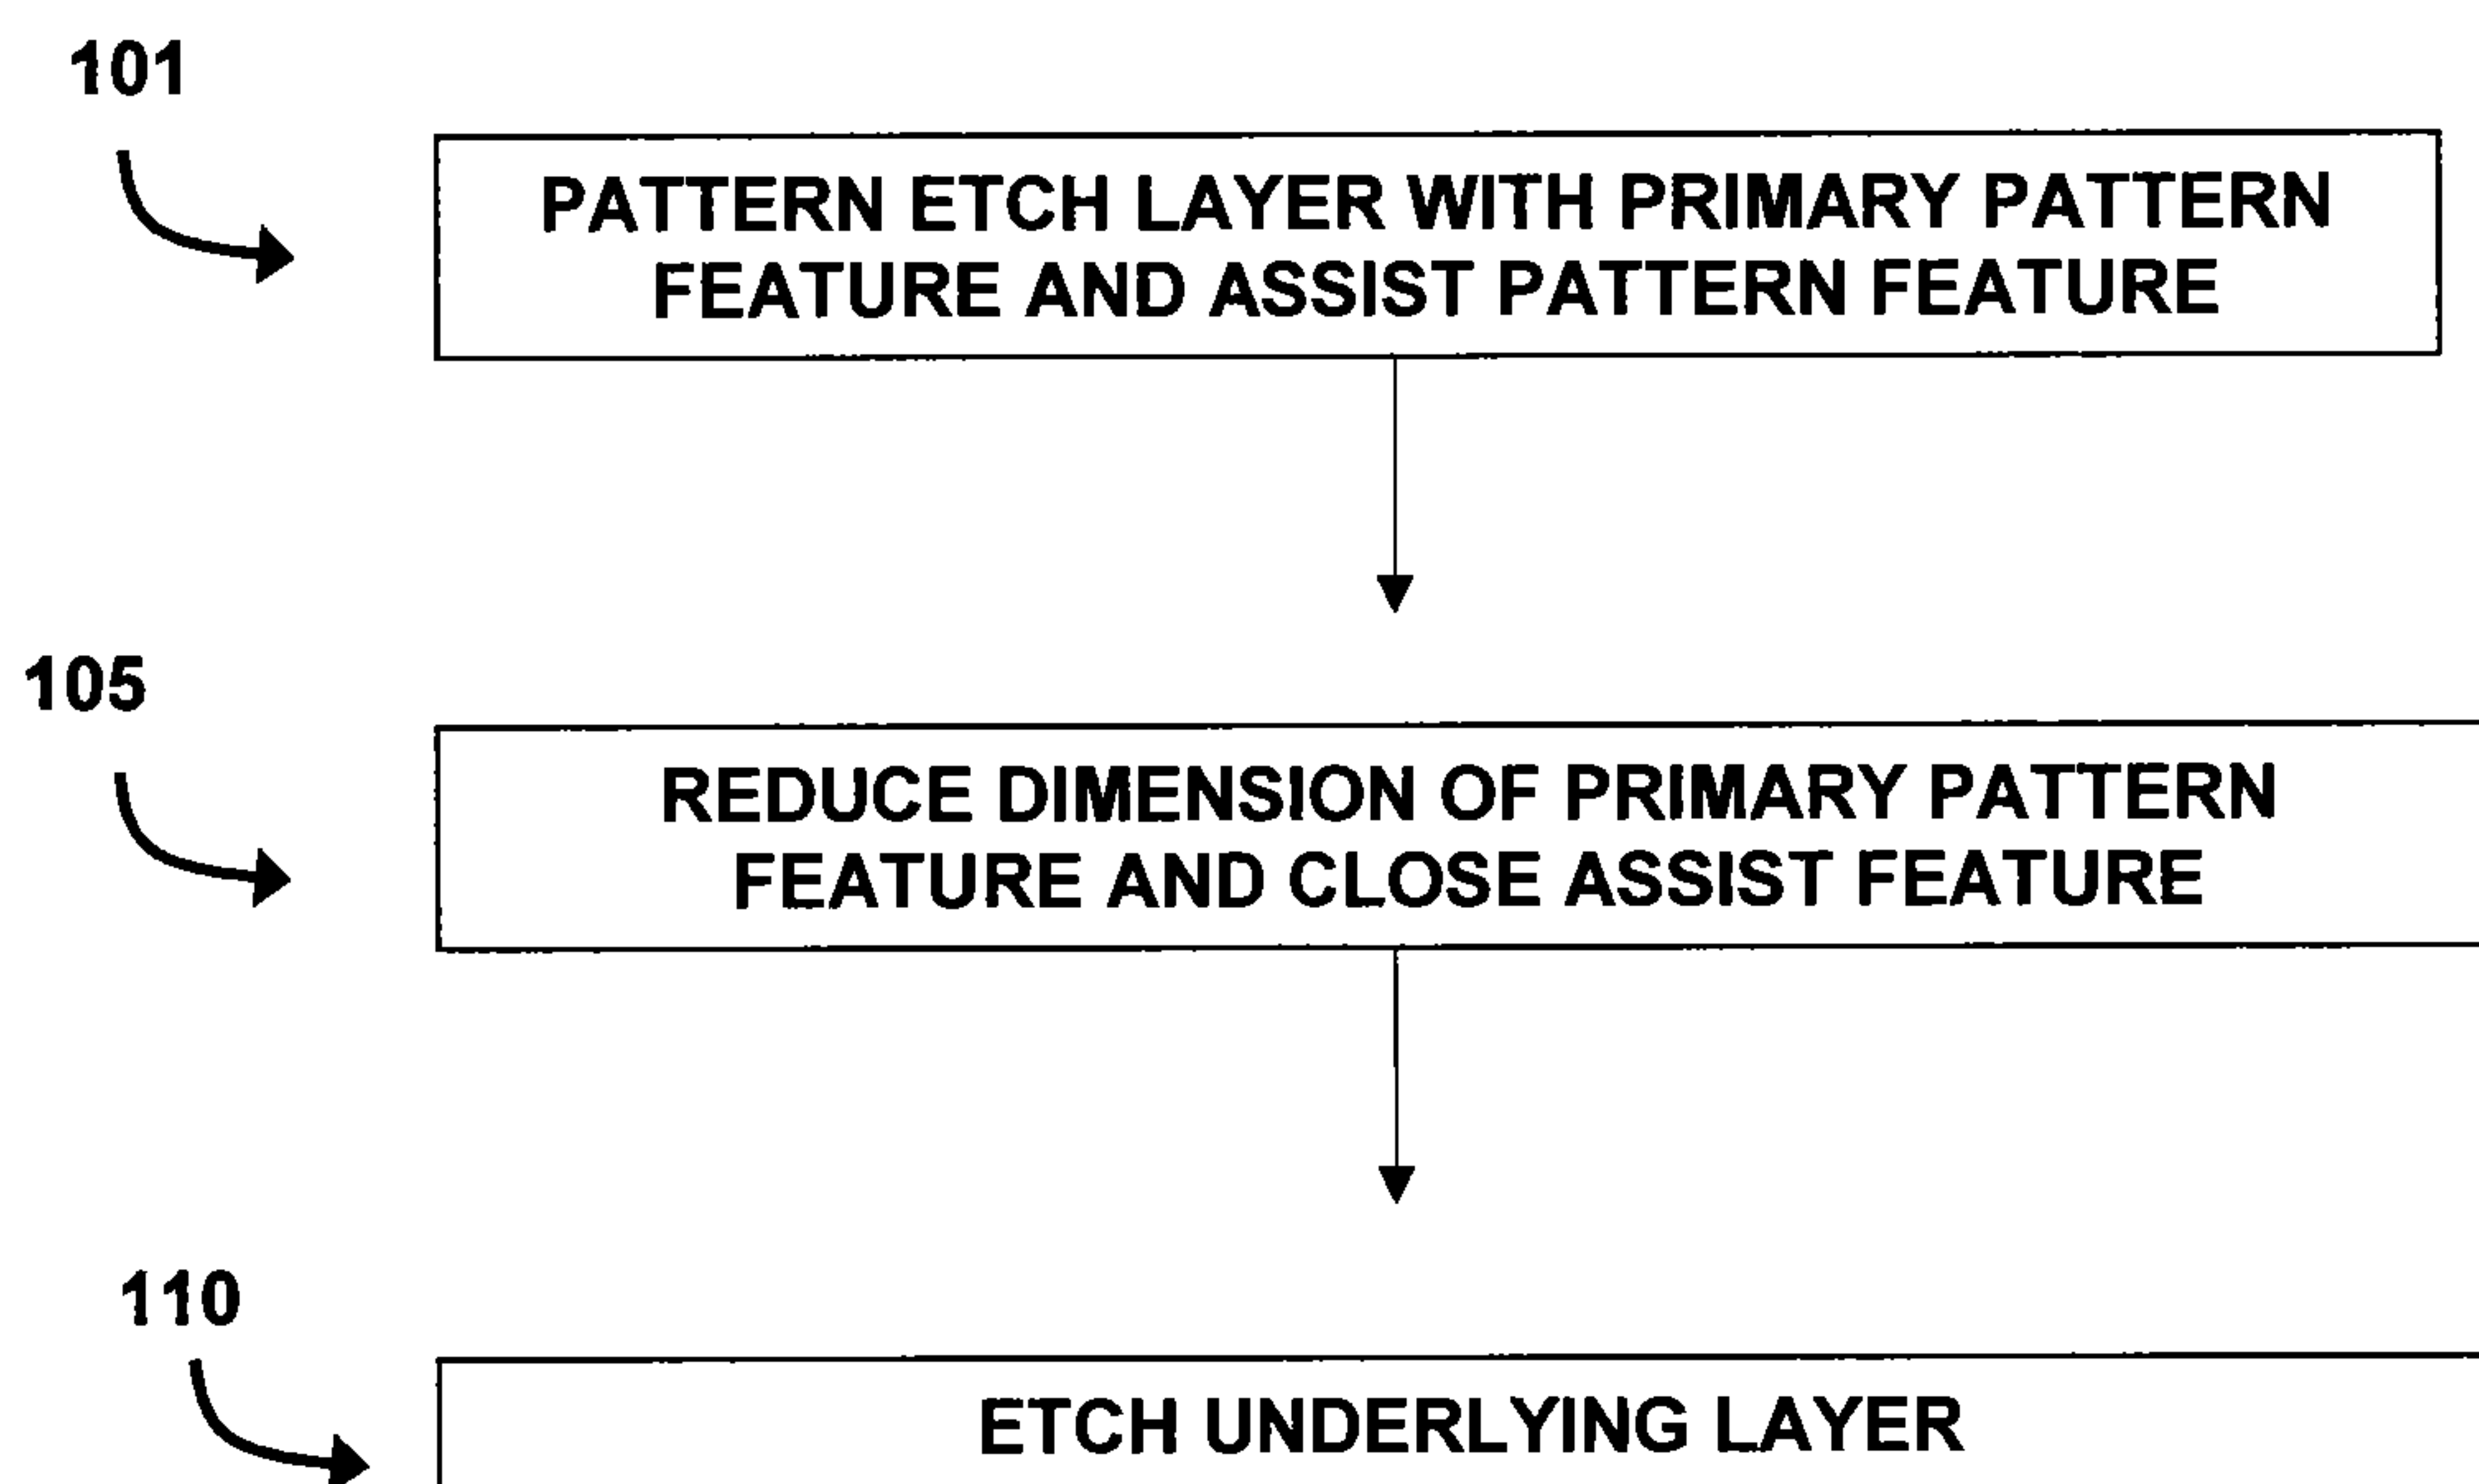 101
PATTERN ETCH LAYER WITH PRIMARY PATTERN
FEATURE AND ASSIST PATTERN FEATURE
105
REDUCE DIMENSION OF PRIMARY PATTERN
FEATURE AND CLOSE ASSIST FEATURE
110
ETCH UNDERLYING LAYER